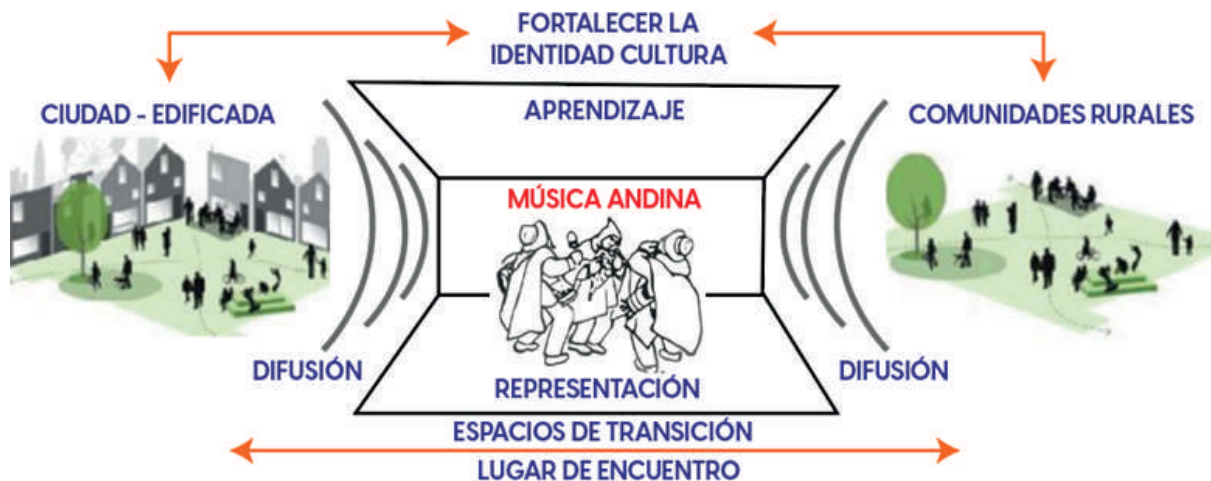 FORTALECER LA
IDENTIDAD CULTURA
CIUDAD - EDIFICADA
APRENDIZAJE
COMUNIDADES RURALES
MÚSICA ANDINA
DIFUSIÓN
REPRESENTACIÓN
DIFUSIÓN
ESPACIOS DE TRANSICIÓN
LUGAR DE ENCUENTRO